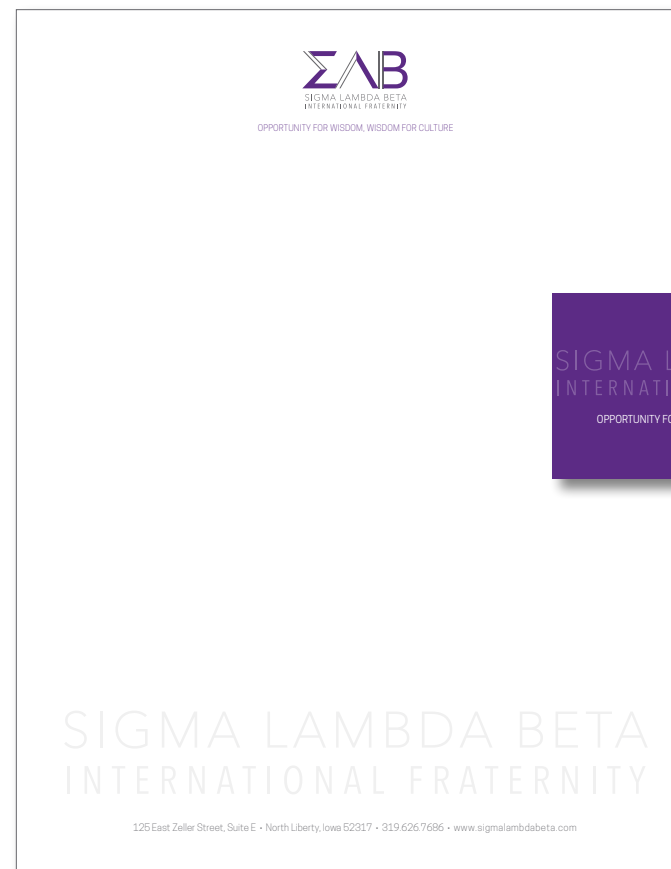 ΣΛΒ
SIGMA LAMBDA BETA
INTERNATIONAL FRATERNITY
OPPORTUNITY FOR WISDOM, WISDOM FOR CULTURE
SIGMA
INTERNATI
OPPORTUNITY FO
SIGMA LAMBDA BETA
INTERNATIONAL FRATERNITY
125 East Zeller Street, Suite E • North Liberty, Iowa 52317 • 319.626.7686 • www.sigmalambdabeta.com